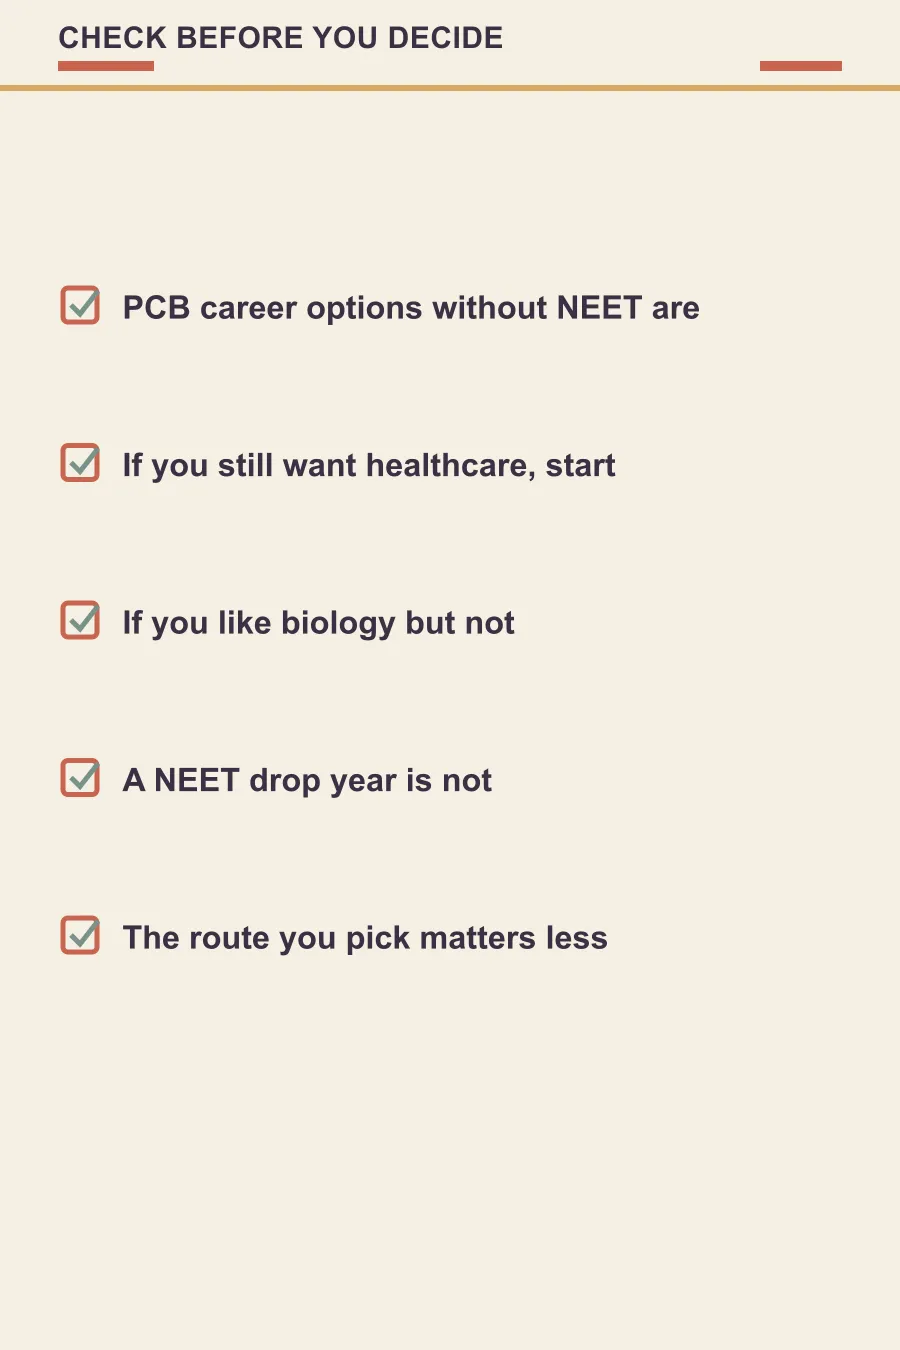 CHECK BEFORE YOU DECIDE
PCB career options without NEET are
If you still want healthcare, start
If you like biology but not
A NEET drop year is not
The route you pick matters less